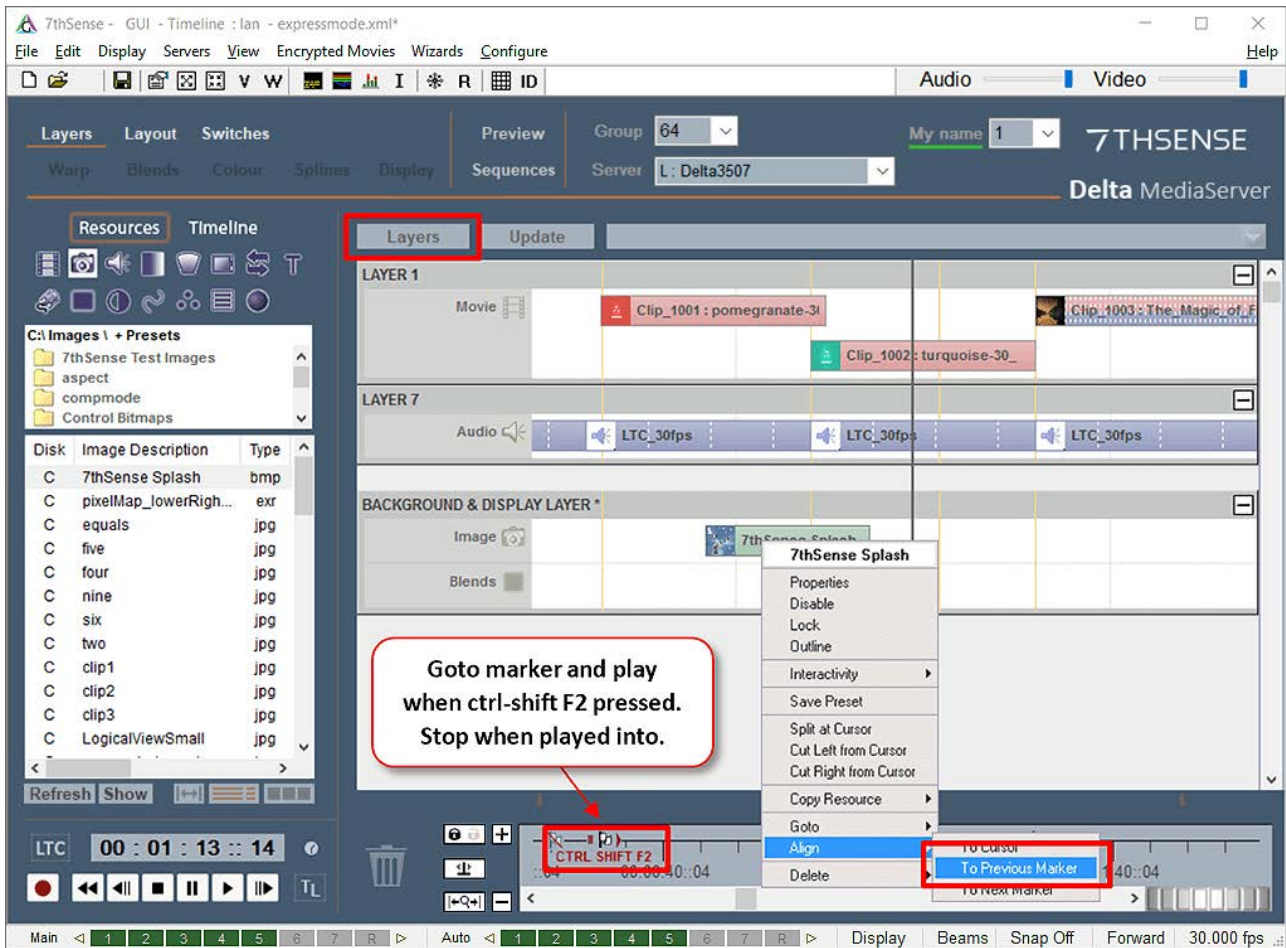 7thSense - GUI - Timeline : Ian - expressmode.xml*
File Edit Display Servers View Encrypted Movies Wizards Configure Help
V W I R ID Audio Video
Layers Layout Switches Preview Group 64 My name 1 7THSENSE
Warp Blends Colour Splines Display Sequences Server L : Delta3507
Delta MediaServer
Resources Timeline
Layers Update
T
LAYER 1
Movie Clip_1001 : pomegranate-3 Clip_1003 : The_Magic_of_F
Clip_1002 : turquoise-30_
C:\ Images \ + Presets
7thSense Test Images
aspect
compmode
Control Bitmaps
LAYER 7
Audio LTC_30fps LTC_30fps LTC_30fps
Disk Image Description Type
C 7thSense Splash bmp
C pixelMap_lowerRigh... exr
C equals jpg
C five jpg
C four jpg
C nine jpg
C six jpg
C two jpg
C clip1 jpg
C clip2 jpg
C clip3 jpg
C LogicalViewSmall jpg
Refresh Show
BACKGROUND & DISPLAY LAYER *
Image 7thSense Splash
Blends
7thSense Splash
Properties
Disable
Lock
Outline
Interactivity
Save Preset
Split at Cursor
Cut Left from Cursor
Cut Right from Cursor
Copy Resource
Goto
Align
Delete
To Cursor
To Previous Marker
To Next Marker
Goto marker and play
when ctrl-shift F2 pressed.
Stop when played into.
LTC 00 : 01 : 13 :: 14
TL
CTRL SHIFT F2
::04 00:00:40::04 :40::04
Main 1 2 3 4 5 6 7 R Auto 1 2 3 4 5 6 7 R Display Beams Snap Off Forward 30.000 fps